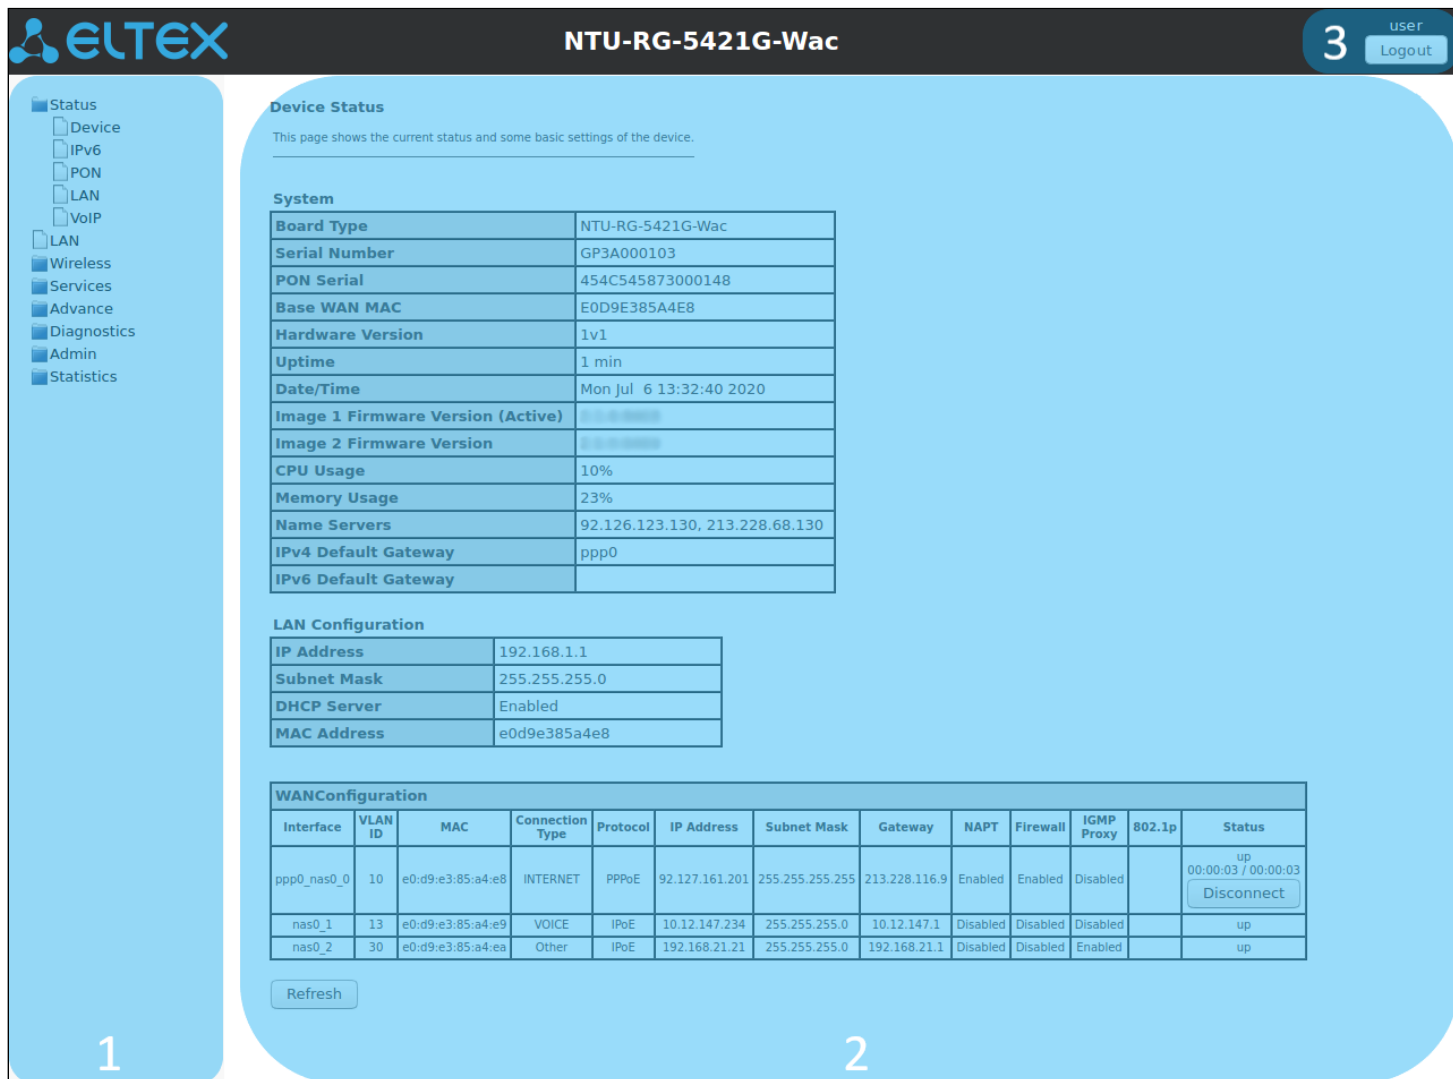 ELTEX
NTU-RG-5421G-Wac
3
user
Logout
Status
Device
IPv6
PON
LAN
VoIP
LAN
Wireless
Services
Advance
Diagnostics
Admin
Statistics
1
Device Status
This page shows the current status and some basic settings of the device.
System
Board Type NTU-RG-5421G-Wac
Serial Number GP3A000103
PON Serial 454C545873000148
Base WAN MAC E0D9E385A4E8
Hardware Version 1v1
Uptime 1 min
Date/Time Mon Jul  6 13:32:40 2020
Image 1 Firmware Version (Active)
Image 2 Firmware Version
CPU Usage 10%
Memory Usage 23%
Name Servers 92.126.123.130, 213.228.68.130
IPv4 Default Gateway ppp0
IPv6 Default Gateway
LAN Configuration
IP Address 192.168.1.1
Subnet Mask 255.255.255.0
DHCP Server Enabled
MAC Address e0d9e385a4e8
WANConfiguration
Interface VLAN ID MAC Connection Type Protocol IP Address Subnet Mask Gateway NAPT Firewall IGMP Proxy 802.1p Status
ppp0_nas0_0 10 e0:d9:e3:85:a4:e8 INTERNET PPPoE 92.127.161.201 255.255.255.255 213.228.116.9 Enabled Enabled Disabled up 00:00:03 / 00:00:03 Disconnect
nas0_1 13 e0:d9:e3:85:a4:e9 VOICE IPoE 10.12.147.234 255.255.255.0 10.12.147.1 Disabled Disabled Disabled up
nas0_2 30 e0:d9:e3:85:a4:ea Other IPoE 192.168.21.21 255.255.255.0 192.168.21.1 Disabled Disabled Enabled up
Refresh
2